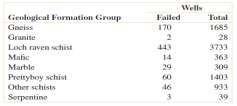 Wells
Geological Formation Group Failed Total
Gneiss 170 1685
Granite 2 28
Loch raven schist 443 3733
Mafic 14 363
Marble 29 309
Prettyboy schist 60 1403
Other schists 46 933
Serpentine 3 39